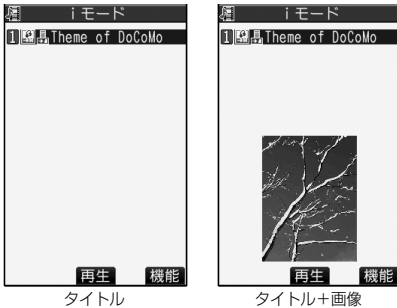 iモード
1 Theme of DoCoMo
再生 機能
タイトル
iモード
1 Theme of DoCoMo
再生 機能
タイトル+画像